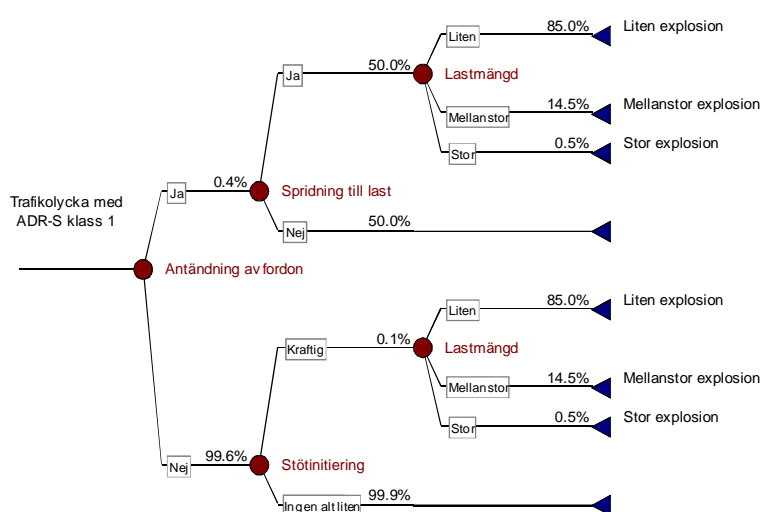 Liten
85.0%
Liten explosion
Ja
50.0%
Lastmängd
Mellanstor
14.5%
Mellanstor explosion
Stor
0.5%
Stor explosion
Trafikolycka med
ADR-S klass 1
Ja
0.4%
Spridning till last
Nej
50.0%
Antändning av fordon
Liten
85.0%
Liten explosion
Kraftig
0.1%
Lastmängd
Mellanstor
14.5%
Mellanstor explosion
Stor
0.5%
Stor explosion
Nej
99.6%
Stötinitiering
Ingen alt liten
99.9%